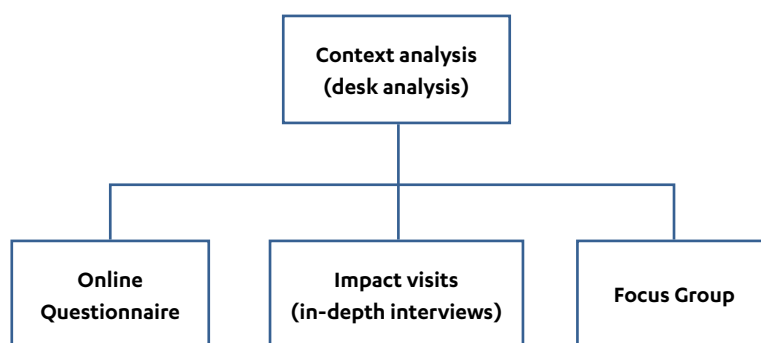 Context analysis
(desk analysis)
Online
Questionnaire
Impact visits
(in-depth interviews)
Focus Group